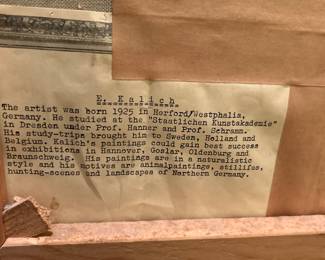 E. Kalich
The artist was born 1925 in Herford/Westphalia,
Germany. He studied at the "Staatlichen Kunstakademie"
in Dresden under Prof. Hanner and Prof. Schramm.
His study-trips brought him to Sweden, Holland and
Belgium. Kalich's paintings could gain best success
in exhibitions in Hannover, Goslar, Oldenburg and
Braunschweig. His paintings are in a naturalistic
style and his motives are animalpaintings, stillifes,
hunting-scenes and landscapes of Northern Germany.